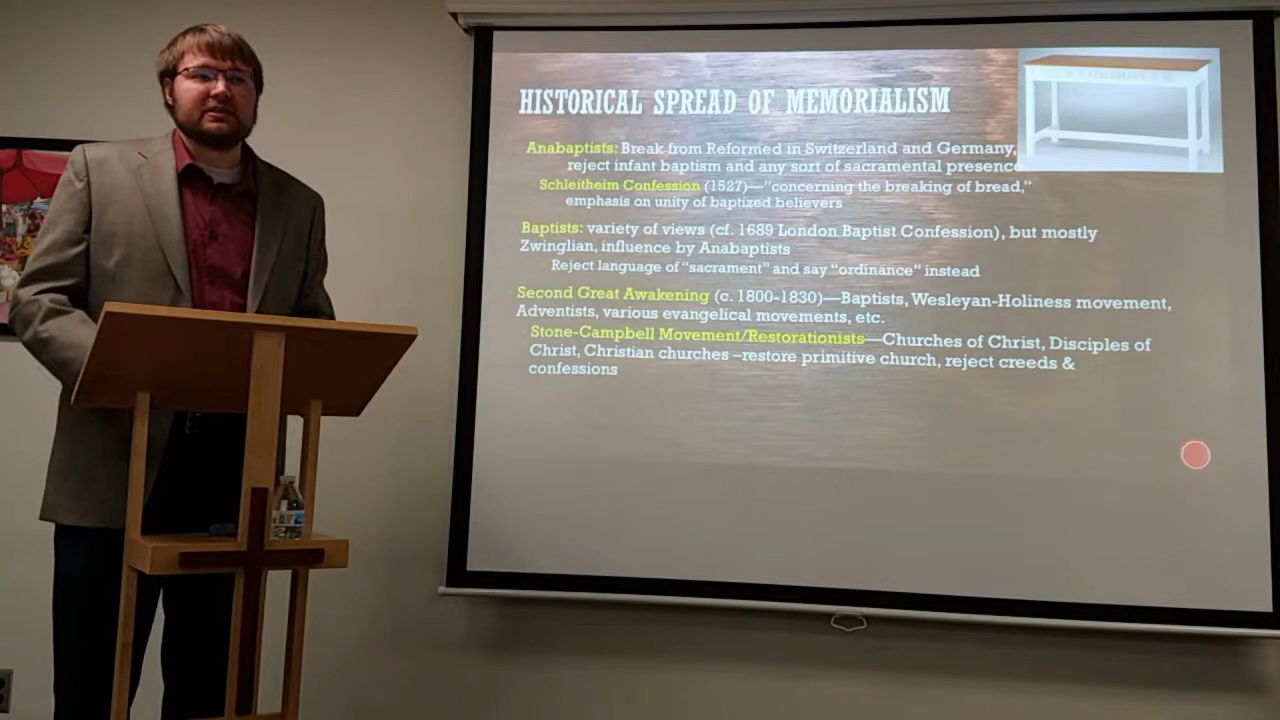 HISTORICAL SPREAD OF MEMORIALISM
Anabaptists: Break from Reformed in Switzerland and Germany,
reject infant baptism and any sort of sacramental presence
Schleitheim Confession (1527)—"concerning the breaking of bread,"
emphasis on unity of baptized believers
Baptists: variety of views (cf. 1689 London Baptist Confession), but mostly
Zwinglian, influence by Anabaptists
Reject language of "sacrament" and say "ordinance" instead
Second Great Awakening (c. 1800-1830)—Baptists, Wesleyan-Holiness movement,
Adventists, various evangelical movements, etc.
Stone-Campbell Movement/Restorationists—Churches of Christ, Disciples of
Christ, Christian churches –restore primitive church, reject creeds &
confessions